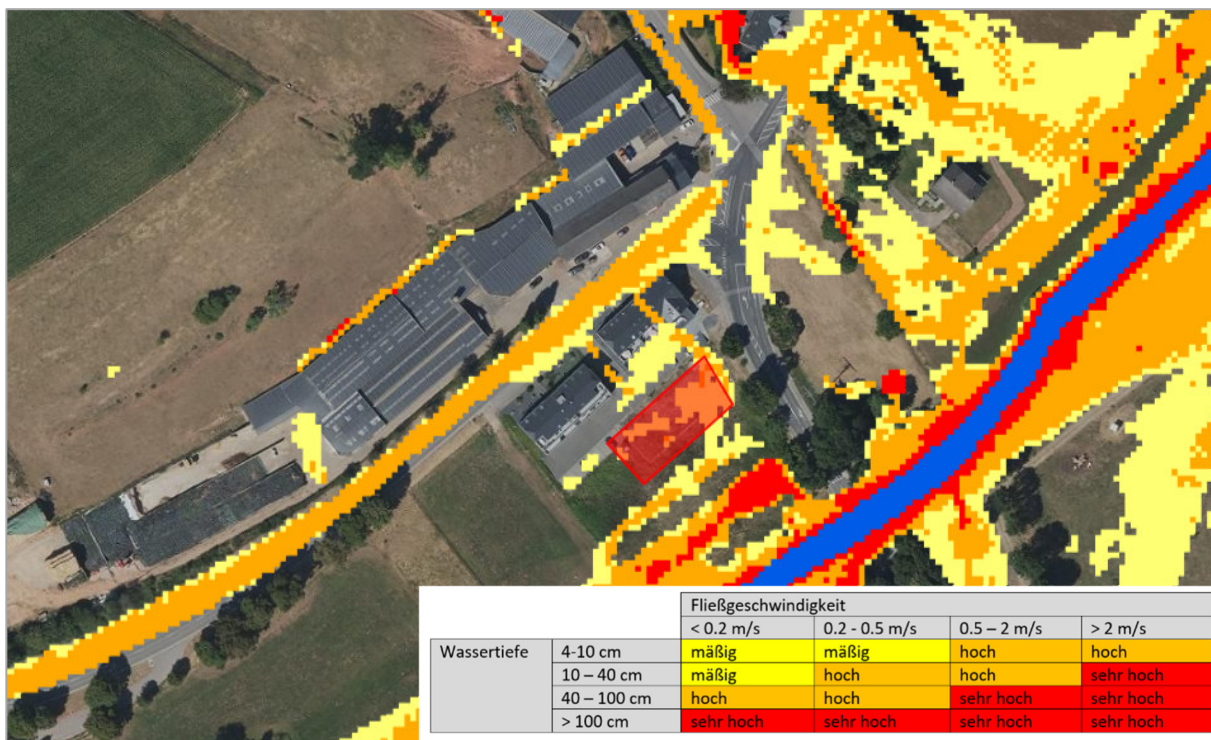 Fließgeschwindigkeit
< 0.2 m/s 0.2 - 0.5 m/s 0.5 – 2 m/s > 2 m/s
Wassertiefe 4-10 cm mäßig mäßig hoch hoch
10 – 40 cm mäßig hoch hoch sehr hoch
40 – 100 cm hoch hoch sehr hoch sehr hoch
> 100 cm sehr hoch sehr hoch sehr hoch sehr hoch